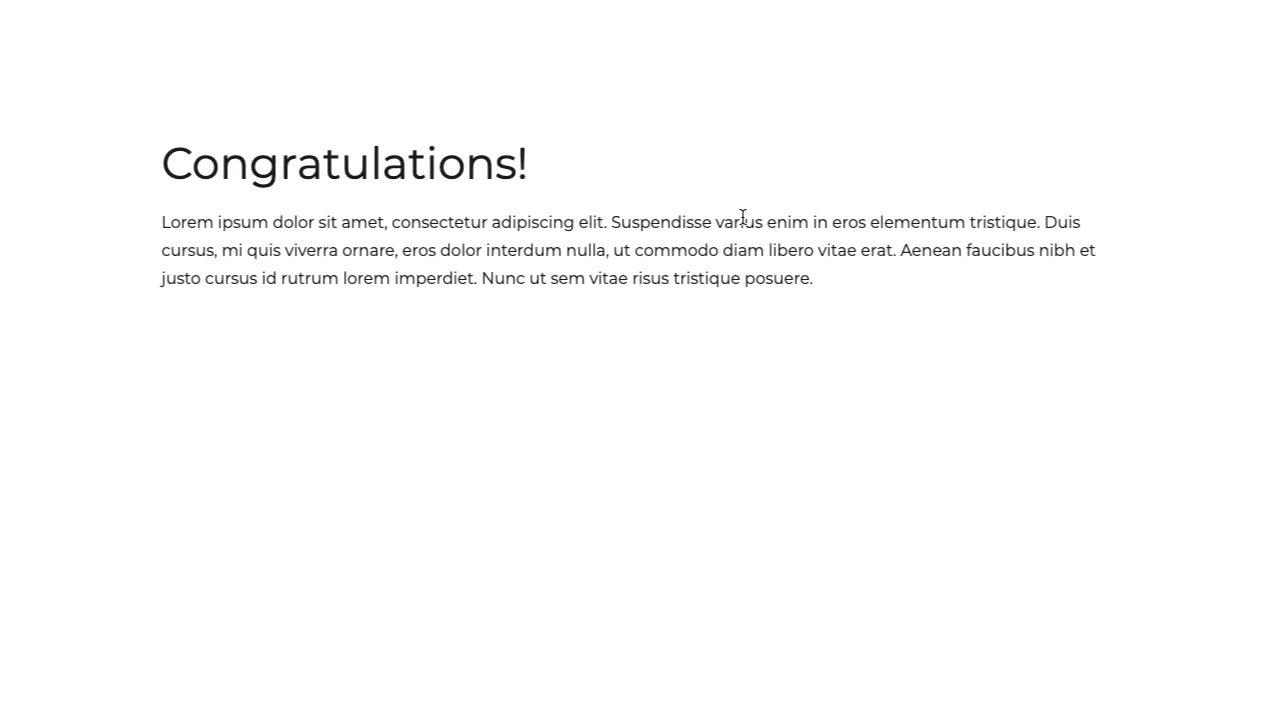 Congratulations!
Lorem ipsum dolor sit amet, consectetur adipiscing elit. Suspendisse varius enim in eros elementum tristique. Duis
cursus, mi quis viverra ornare, eros dolor interdum nulla, ut commodo diam libero vitae erat. Aenean faucibus nibh et
justo cursus id rutrum lorem imperdiet. Nunc ut sem vitae risus tristique posuere.